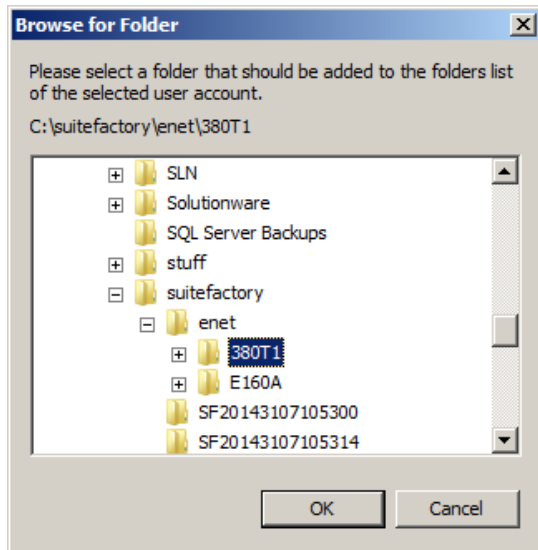 Browse for Folder
Please select a folder that should be added to the folders list
of the selected user account.
C:\suitefactory\enet\380T1
SLN
Solutionware
SQL Server Backups
stuff
suitefactory
enet
380T1
E160A
SF20143107105300
SF20143107105314
OK
Cancel